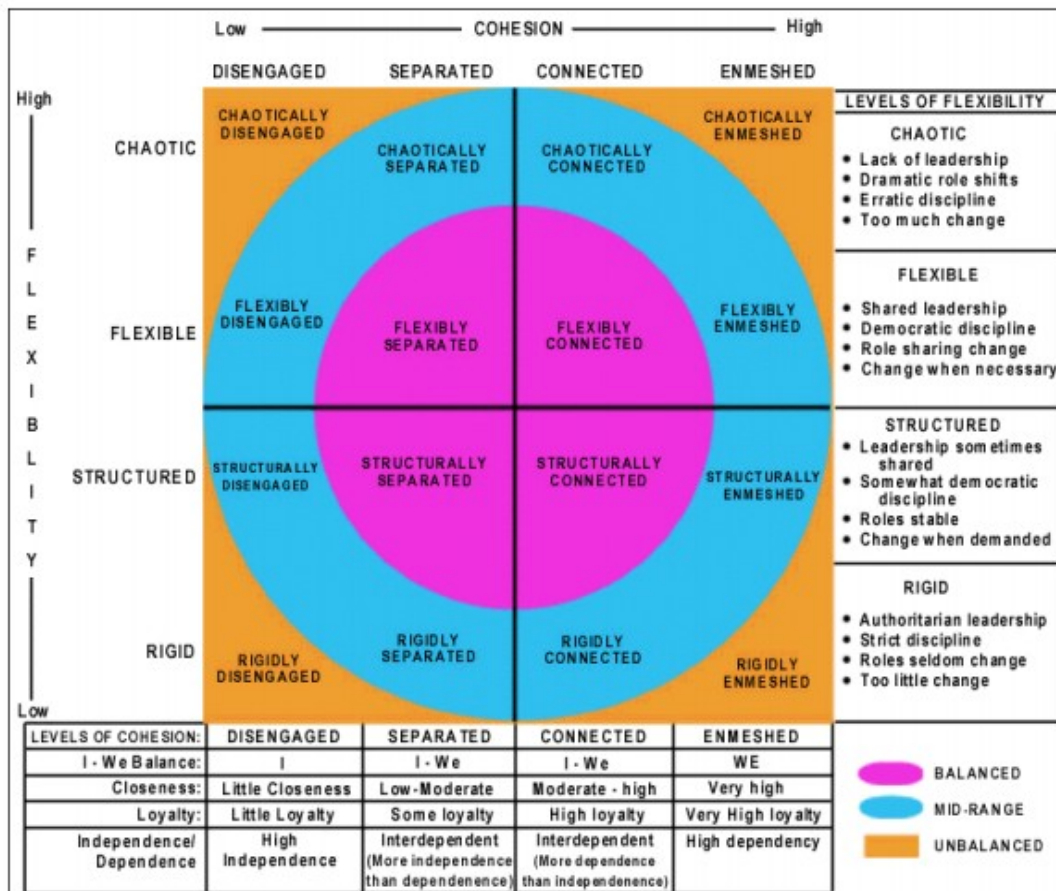 Low COHESION High
DISENGAGED SEPARATED CONNECTED ENMESHED
High
FLEXIBLITY
Low
CHAOTIC
FLEXIBLE
STRUCTURED
RIGID
CHAOTICALLY
DISENGAGED
CHAOTICALLY
SEPARATED
CHAOTICALLY
CONNECTED
CHAOTICALLY
ENMESHED
FLEXIBLY
DISENGAGED
FLEXIBLY
SEPARATED
FLEXIBLY
CONNECTED
FLEXIBLY
ENMESHED
STRUCTURALLY
DISENGAGED
STRUCTURALLY
SEPARATED
STRUCTURALLY
CONNECTED
STRUCTURALLY
ENMESHED
RIGIDLY
DISENGAGED
RIGIDLY
SEPARATED
RIGIDLY
CONNECTED
RIGIDLY
ENMESHED
LEVELS OF FLEXIBILITY
CHAOTIC
• Lack of leadership
• Dramatic role shifts
• Erratic discipline
• Too much change
FLEXIBLE
• Shared leadership
• Democratic discipline
• Role sharing change
• Change when necessary
STRUCTURED
• Leadership sometimes
shared
• Somewhat democratic
discipline
• Roles stable
• Change when demanded
RIGID
• Authoritarian leadership
• Strict discipline
• Roles seldom change
• Too little change
LEVELS OF COHESION: DISENGAGED SEPARATED CONNECTED ENMESHED
I - We Balance: I I - We I - We WE
Closeness: Little Closeness Low-Moderate Moderate - high Very high
Loyalty: Little Loyalty Some loyalty High loyalty Very High loyalty
Independence/
Dependence:
High
Independence
Interdependent
(More independence
than dependenence)
Interdependent
(More dependence
than independenence)
High dependency
BALANCED
MID-RANGE
UNBALANCED